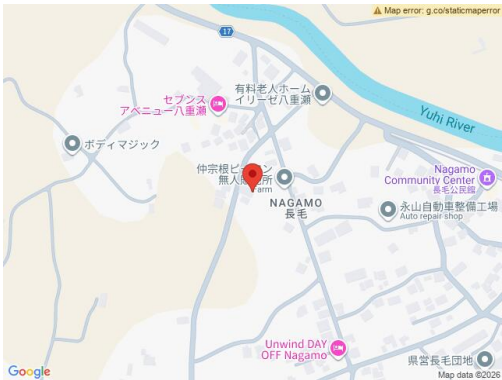 Map error: g.co/staticmaperror
17
有料老人ホーム
イリーゼ八重瀬
セブンス
アベニュー八重瀬
Yuhi River
ボディマジック
Nagamo
Community Center
長毛公民館
無人
arm
NAGAMO
長毛
永山自動車整備工場
Auto repair shop
Unwind DAY
OFF Nagamo
県営長毛団地
Google
Map data ©2026